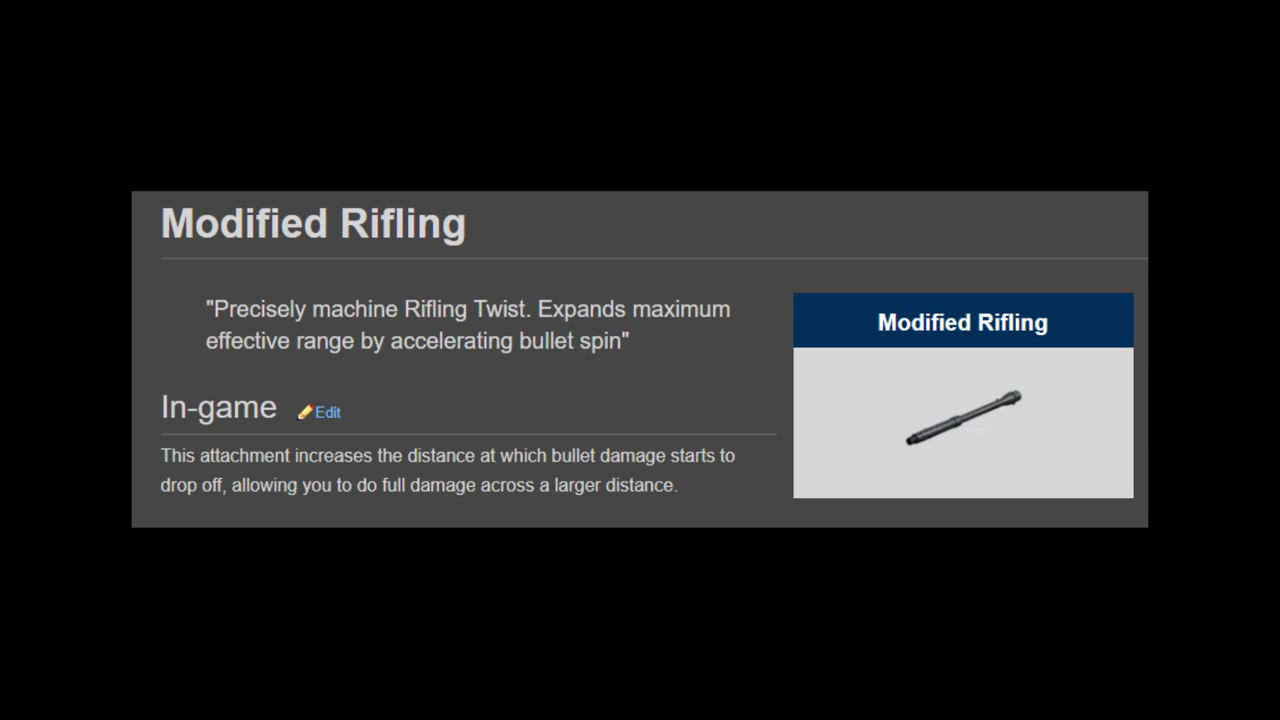 Modified Rifling
"Precisely machine Rifling Twist. Expands maximum
effective range by accelerating bullet spin"
Modified Rifling
In-game Edit
This attachment increases the distance at which bullet damage starts to
drop off, allowing you to do full damage across a larger distance.